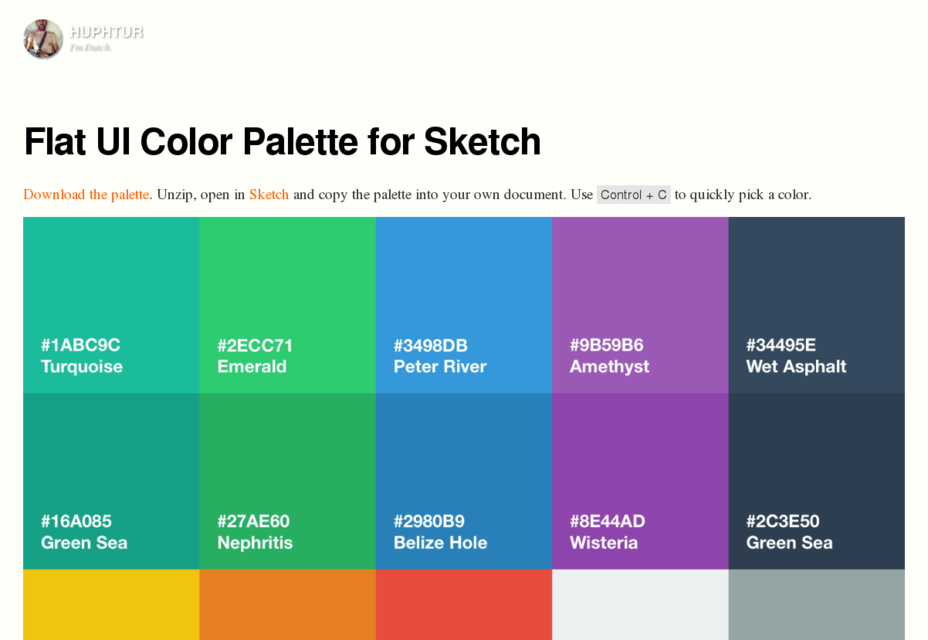 HUPHTUR
I'm Dutch.
Flat UI Color Palette for Sketch
Download the palette. Unzip, open in Sketch and copy the palette into your own document. Use Control + C to quickly pick a color.
#1ABC9C
Turquoise
#2ECC71
Emerald
#3498DB
Peter River
#9B59B6
Amethyst
#34495E
Wet Asphalt
#16A085
Green Sea
#27AE60
Nephritis
#2980B9
Belize Hole
#8E44AD
Wisteria
#2C3E50
Green Sea